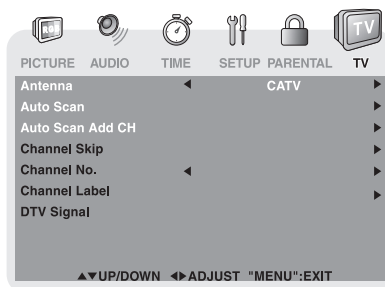 TV
PICTURE AUDIO TIME SETUP PARENTAL TV
Antenna ◀ CATV ▶
Auto Scan ▶
Auto Scan Add CH ▶
Channel Skip ▶
Channel No. ◀ ▶
Channel Label ▶
DTV Signal
▲▼UP/DOWN ◀▶ADJUST "MENU":EXIT